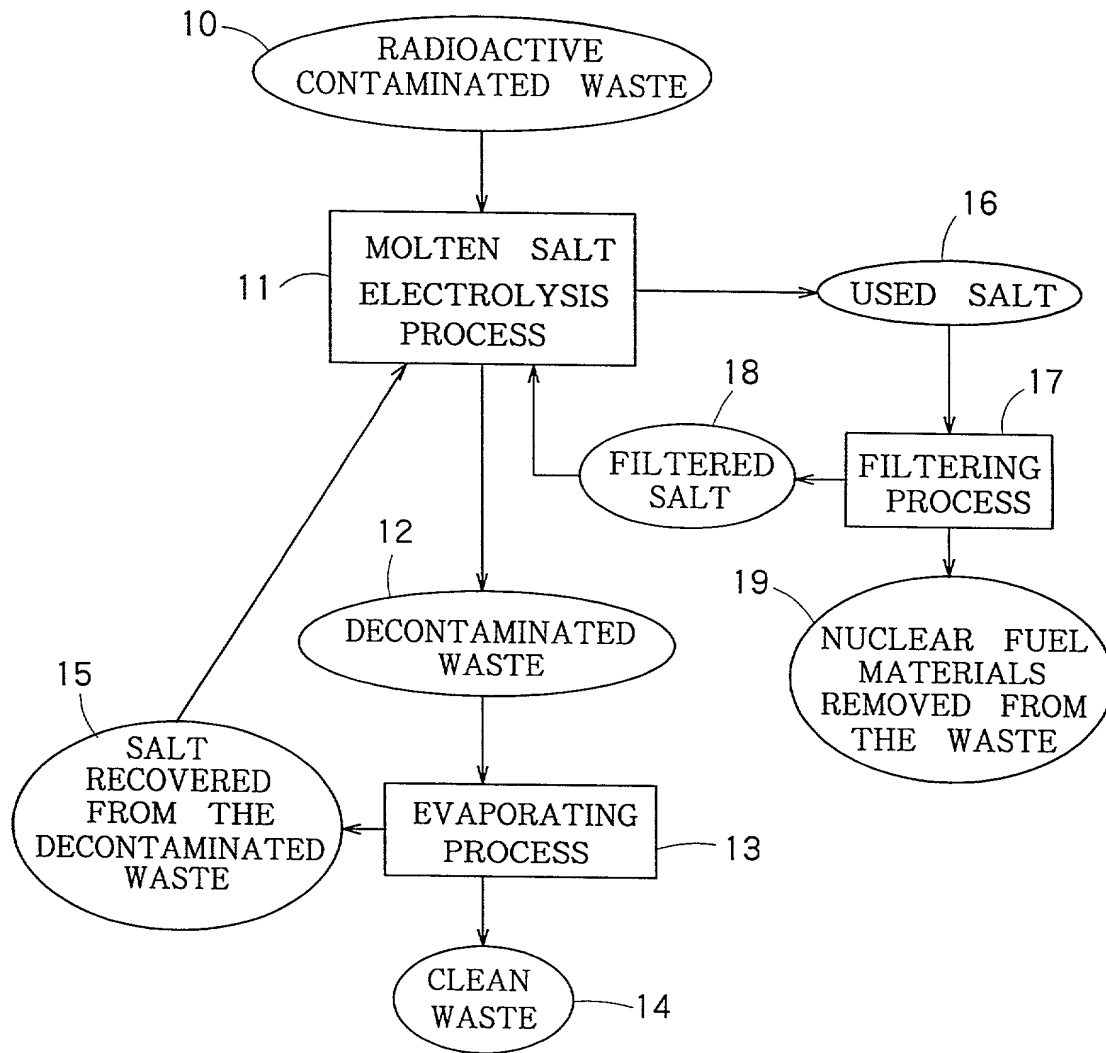 10
RADIOACTIVE
CONTAMINATED WASTE
11
MOLTEN SALT
ELECTROLYSIS
PROCESS
16
USED SALT
18
FILTERED
SALT
17
FILTERING
PROCESS
12
DECONTAMINATED
WASTE
19
NUCLEAR FUEL
MATERIALS
REMOVED FROM
THE WASTE
15
SALT
RECOVERED
FROM THE
DECONTAMINATED
WASTE
EVAPORATING
PROCESS
13
CLEAN
WASTE
14